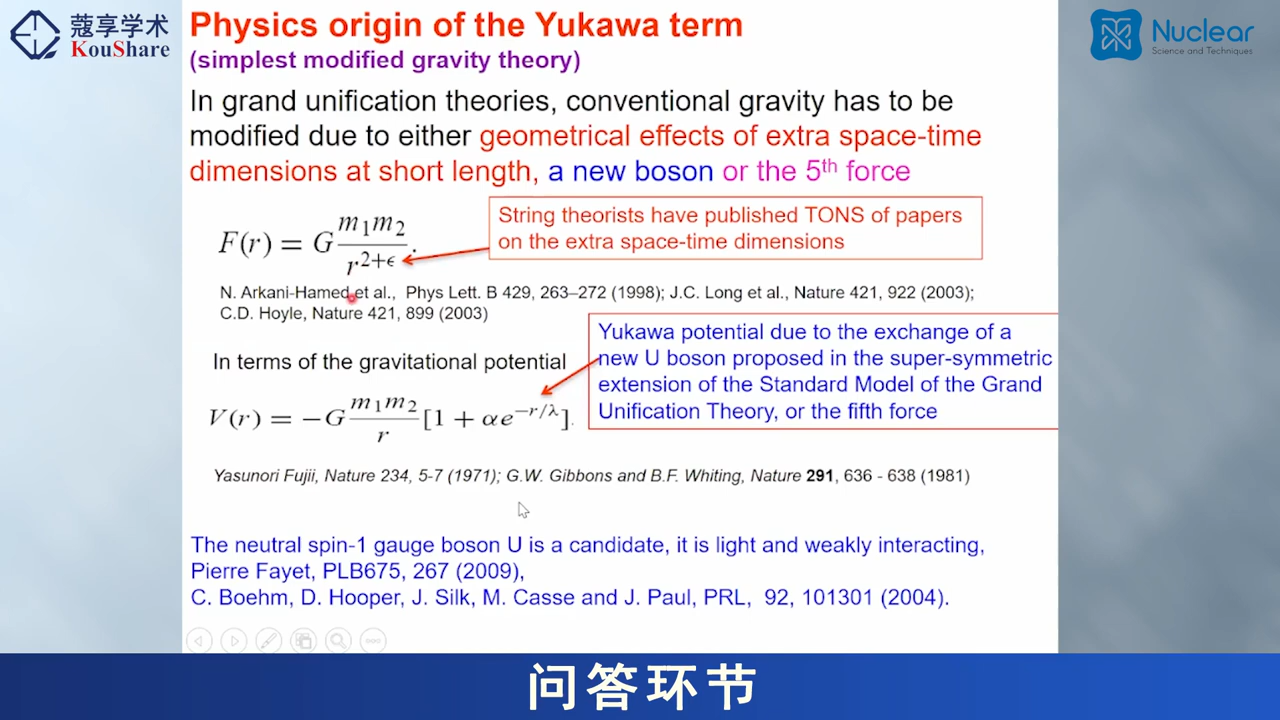 蔻享学术
KouShare
Nuclear
Science and Techniques
Physics origin of the Yukawa term
(simplest modified gravity theory)
In grand unification theories, conventional gravity has to be
modified due to either geometrical effects of extra space-time
dimensions at short length, a new boson or the 5th force
F(r) = G m₁m₂ / r^{2+ϵ}.
String theorists have published TONS of papers
on the extra space-time dimensions
N. Arkani-Hamed et al., Phys Lett. B 429, 263–272 (1998); J.C. Long et al., Nature 421, 922 (2003);
C.D. Hoyle, Nature 421, 899 (2003)
Yukawa potential due to the exchange of a
new U boson proposed in the super-symmetric
extension of the Standard Model of the Grand
Unification Theory, or the fifth force
In terms of the gravitational potential
V(r) = −G m₁m₂ / r [1 + αe^{−r/λ}].
Yasunori Fujii, Nature 234, 5-7 (1971); G.W. Gibbons and B.F. Whiting, Nature 291, 636 - 638 (1981)
The neutral spin-1 gauge boson U is a candidate, it is light and weakly interacting,
Pierre Fayet, PLB675, 267 (2009),
C. Boehm, D. Hooper, J. Silk, M. Casse and J. Paul, PRL, 92, 101301 (2004).
问答环节